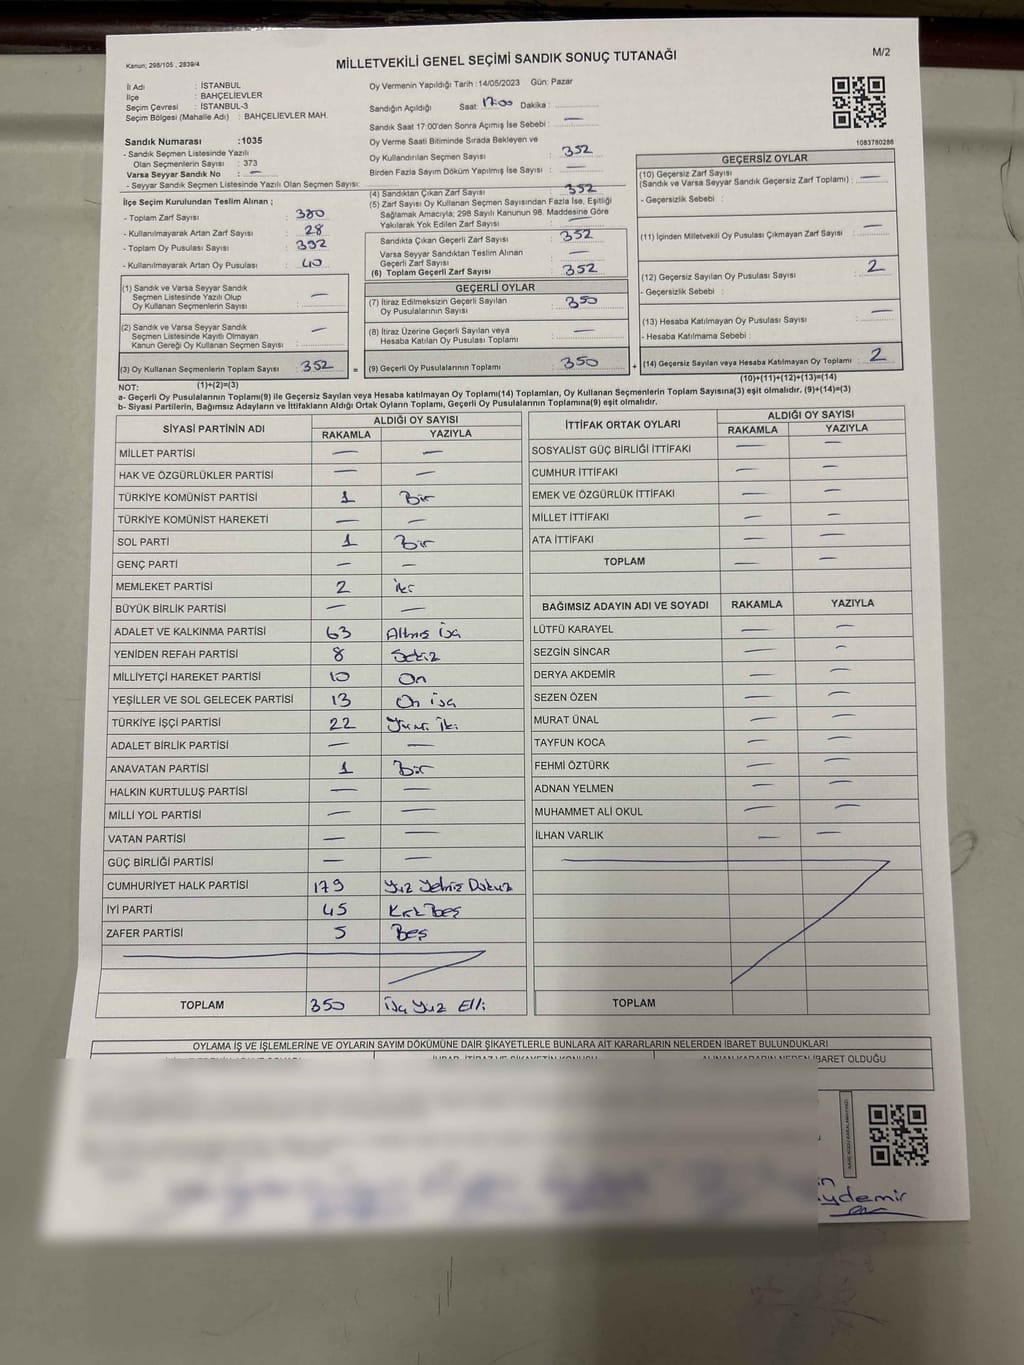 Kanun; 298/105 , 2839/4
MİLLETVEKİLİ GENEL SEÇİMİ SANDIK SONUÇ TUTANAĞI
M/2
İl Adı : İSTANBUL
İlçe : BAHÇELİEVLER
Seçim Çevresi : İSTANBUL-3
Seçim Bölgesi (Mahalle Adı) : BAHÇELİEVLER MAH.
Sandık Numarası :1035
- Sandık Seçmen Listesinde Yazılı
Olan Seçmenlerin Sayısı : 373
Varsa Seyyar Sandık No : —
- Seyyar Sandık Seçmen Listesinde Yazılı Olan Seçmen Sayısı:
İlçe Seçim Kurulundan Teslim Alınan ;
- Toplam Zarf Sayısı : 380
- Kullanılmayarak Artan Zarf Sayısı : 28
- Toplam Oy Pusulası Sayısı : 392
- Kullanılmayarak Artan Oy Pusulası : 40
(1) Sandık ve Varsa Seyyar Sandık
Seçmen Listesinde Yazılı Olup
Oy Kullanan Seçmenlerin Sayısı : —
(2) Sandık ve Varsa Seyyar Sandık
Seçmen Listesinde Kayıtlı Olmayan
Kanun Gereği Oy Kullanan Seçmen Sayısı : —
(3) Oy Kullanan Seçmenlerin Toplam Sayısı : 352
Oy Vermenin Yapıldığı Tarih : 14/05/2023 Gün: Pazar
Sandığın Açıldığı Saat : 17:00 Dakika :
Sandık Saat 17:00'den Sonra Açılmış İse Sebebi : —
Oy Verme Saati Bitiminde Sırada Bekleyen ve
Oy Kullandırılan Seçmen Sayısı : 352
Birden Fazla Sayım Döküm Yapılmış İse Sayısı : —
(4) Sandıktan Çıkan Zarf Sayısı : 352
(5) Zarf Sayısı Oy Kullanan Seçmen Sayısından Fazla İse, Eşitliği
Sağlamak Amacıyla; 298 Sayılı Kanunun 98. Maddesine Göre
Yakılarak Yok Edilen Zarf Sayısı : —
Sandıkta Çıkan Geçerli Zarf Sayısı : 352
Varsa Seyyar Sandıktan Teslim Alınan
Geçerli Zarf Sayısı : —
(6) Toplam Geçerli Zarf Sayısı : 352
GEÇERLİ OYLAR
(7) İtiraz Edilmeksizin Geçerli Sayılan
Oy Pusulalarının Sayısı : 350
(8) İtiraz Üzerine Geçerli Sayılan veya
Hesaba Katılan Oy Pusulası Toplamı : —
= (9) Geçerli Oy Pusulalarının Toplamı : 350
1083780286
GEÇERSİZ OYLAR
(10) Geçersiz Zarf Sayısı
(Sandık ve Varsa Seyyar Sandık Geçersiz Zarf Toplamı) : —
- Geçersizlik Sebebi :
(11) İçinden Milletvekili Oy Pusulası Çıkmayan Zarf Sayısı : —
(12) Geçersiz Sayılan Oy Pusulası Sayısı : 2
- Geçersizlik Sebebi :
(13) Hesaba Katılmayan Oy Pusulası Sayısı : —
- Hesaba Katılmama Sebebi :
+ (14) Geçersiz Sayılan veya Hesaba Katılmayan Oy Toplamı : 2
NOT: (1)+(2)=(3) (10)+(11)+(12)+(13)=(14)
a- Geçerli Oy Pusulalarının Toplamı(9) ile Geçersiz Sayılan veya Hesaba katılmayan Oy Toplamı(14) Toplamları, Oy Kullanan Seçmenlerin Toplam Sayısına(3) eşit olmalıdır. (9)+(14)=(3)
b- Siyasi Partilerin, Bağımsız Adayların ve İttifakların Aldığı Ortak Oyların Toplamı, Geçerli Oy Pusulalarının Toplamına(9) eşit olmalıdır.
SİYASİ PARTİNİN ADI ALDIĞI OY SAYISI
RAKAMLA YAZIYLA
MİLLET PARTİSİ — —
HAK VE ÖZGÜRLÜKLER PARTİSİ — —
TÜRKİYE KOMÜNİST PARTİSİ 1 Bir
TÜRKİYE KOMÜNİST HAREKETİ — —
SOL PARTİ 1 Bir
GENÇ PARTİ — —
MEMLEKET PARTİSİ 2 iki
BÜYÜK BİRLİK PARTİSİ — —
ADALET VE KALKINMA PARTİSİ 63 Altmış üç
YENİDEN REFAH PARTİSİ 8 Sekiz
MİLLİYETÇİ HAREKET PARTİSİ 10 On
YEŞİLLER VE SOL GELECEK PARTİSİ 13 On üç
TÜRKİYE İŞÇİ PARTİSİ 22 Yirmi İki
ADALET BİRLİK PARTİSİ — —
ANAVATAN PARTİSİ 1 Bir
HALKIN KURTULUŞ PARTİSİ — —
MİLLİ YOL PARTİSİ — —
VATAN PARTİSİ — —
GÜÇ BİRLİĞİ PARTİSİ — —
CUMHURİYET HALK PARTİSİ 179 Yüz Yetmiş Dokuz
İYİ PARTİ 45 Kırk Beş
ZAFER PARTİSİ 5 Beş
TOPLAM 350 Üç Yüz Elli
İTTİFAK ORTAK OYLARI ALDIĞI OY SAYISI
RAKAMLA YAZIYLA
SOSYALİST GÜÇ BİRLİĞİ İTTİFAKI — —
CUMHUR İTTİFAKI — —
EMEK VE ÖZGÜRLÜK İTTİFAKI — —
MİLLET İTTİFAKI — —
ATA İTTİFAKI — —
TOPLAM — —
BAĞIMSIZ ADAYIN ADI VE SOYADI RAKAMLA YAZIYLA
LÜTFÜ KARAYEL — —
SEZGİN SİNCAR — —
DERYA AKDEMİR — —
SEZEN ÖZEN — —
MURAT ÜNAL — —
TAYFUN KOCA — —
FEHMİ ÖZTÜRK — —
ADNAN YELMEN — —
MUHAMMET ALİ OKUL — —
İLHAN VARLIK — —
TOPLAM
OYLAMA İŞ VE İŞLEMLERİNE VE OYLARIN SAYIM DÖKÜMÜNE DAİR ŞİKAYETLERLE BUNLARA AİT KARARLARIN NELERDEN İBARET BULUNDUKLARI
İBARET OLDUĞU
ydemir